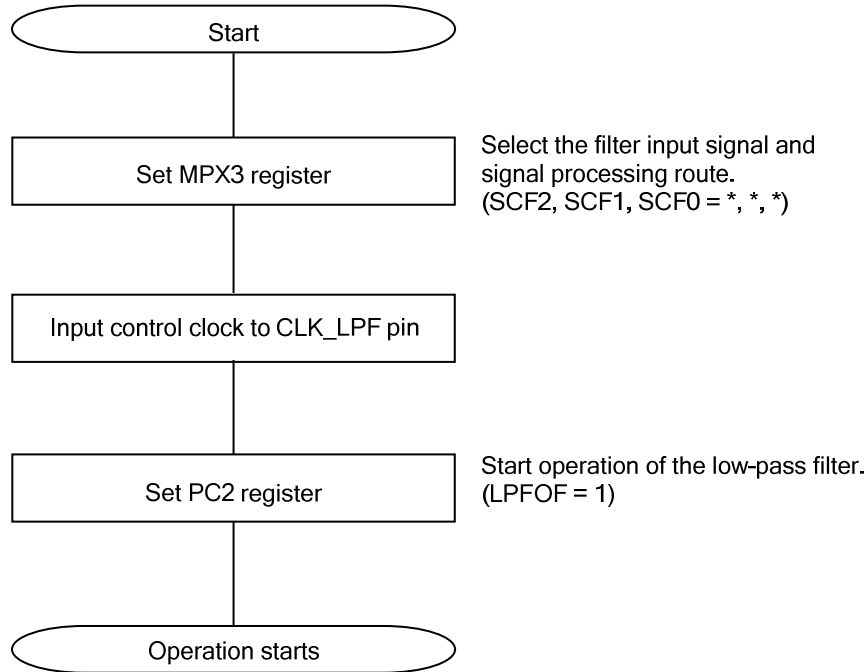 Start
Set MPX3 register
Select the filter input signal and
signal processing route.
(SCF2, SCF1, SCF0 = *, *, *)
Input control clock to CLK_LPF pin
Set PC2 register
Start operation of the low-pass filter.
(LPFOF = 1)
Operation starts